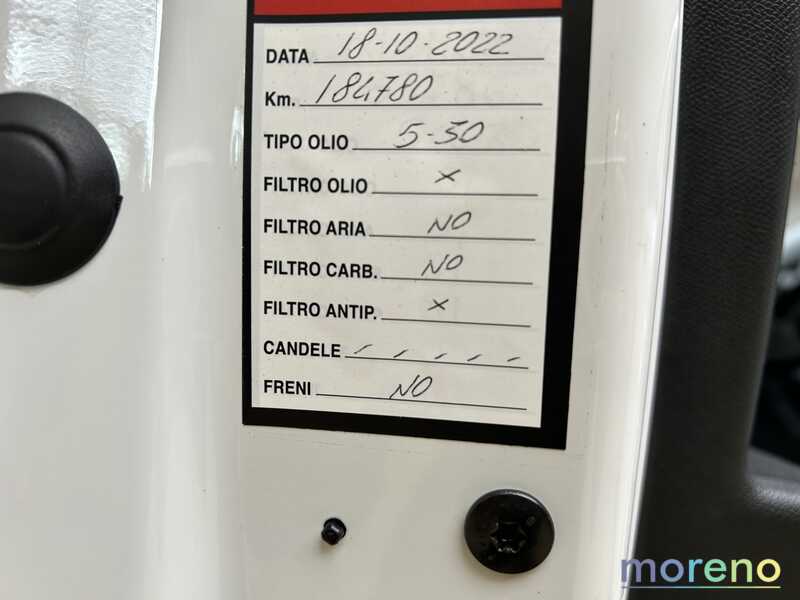 DATA 18-10-2022
Km. 184780
TIPO OLIO 5-30
FILTRO OLIO x
FILTRO ARIA NO
FILTRO CARB. NO
FILTRO ANTIP. x
CANDELE - - - - -
FRENI NO
moreno